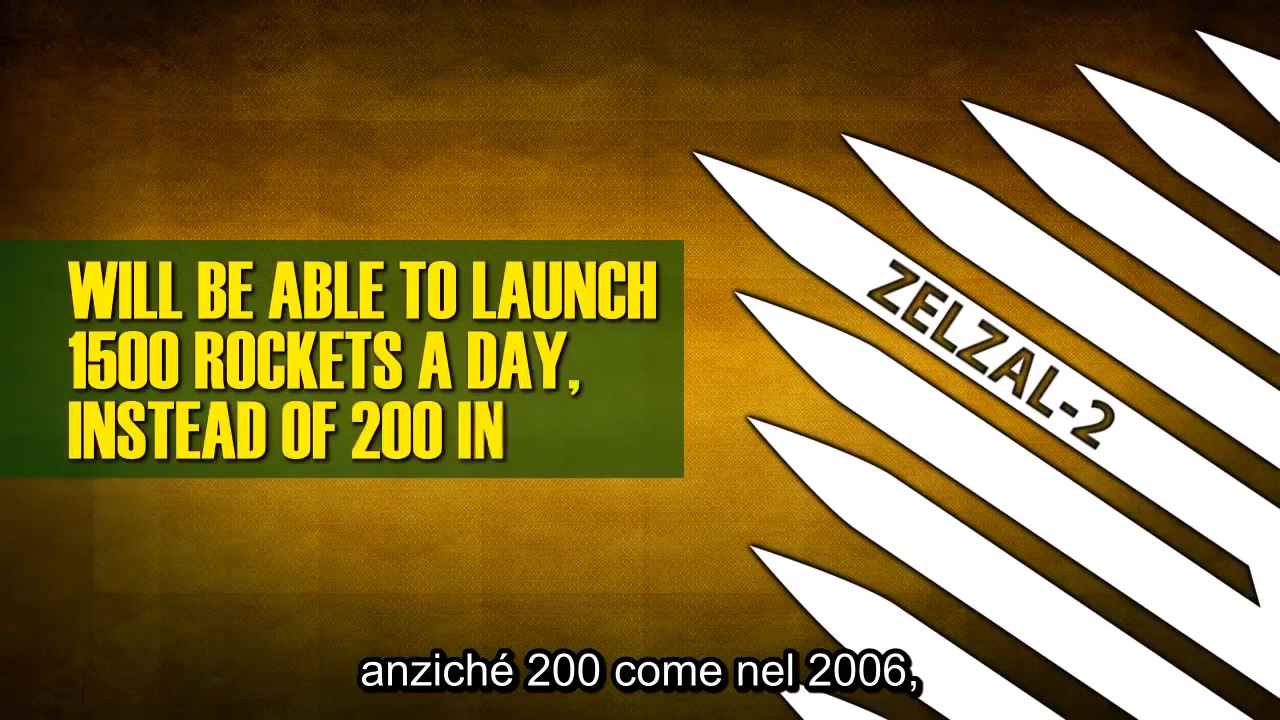 WILL BE ABLE TO LAUNCH
1500 ROCKETS A DAY,
INSTEAD OF 200 IN
ZELZAL-2
anziché 200 come nel 2006,